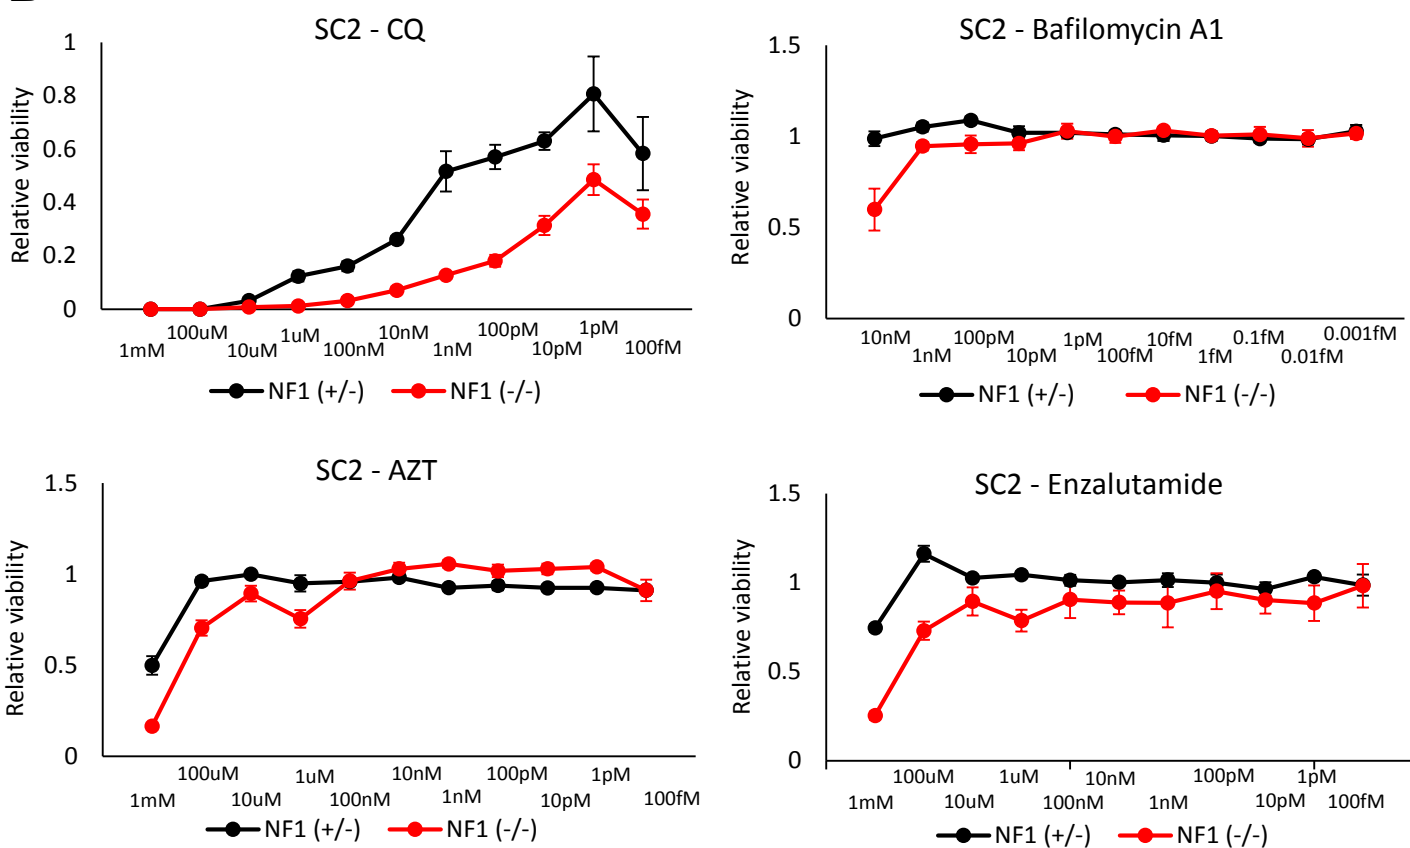 SC2 - CQ
Relative viability
1
0.8
0.6
0.4
0.2
0
1mM 100uM 10uM 1uM 100nM 10nM 1nM 100pM 10pM 1pM 100fM
NF1 (+/-) NF1 (-/-)
SC2 - Bafilomycin A1
Relative viability
1.5
1
0.5
0
10nM 1nM 100pM 10pM 1pM 100fM 10fM 1fM 0.1fM 0.01fM 0.001fM
NF1 (+/-) NF1 (-/-)
SC2 - AZT
Relative viability
1.5
1
0.5
0
1mM 100uM 10uM 1uM 100nM 10nM 1nM 100pM 10pM 1pM 100fM
NF1 (+/-) NF1 (-/-)
SC2 - Enzalutamide
Relative viability
1.5
1
0.5
0
1mM 100uM 10uM 1uM 100nM 10nM 1nM 100pM 10pM 1pM 100fM
NF1 (+/-) NF1 (-/-)